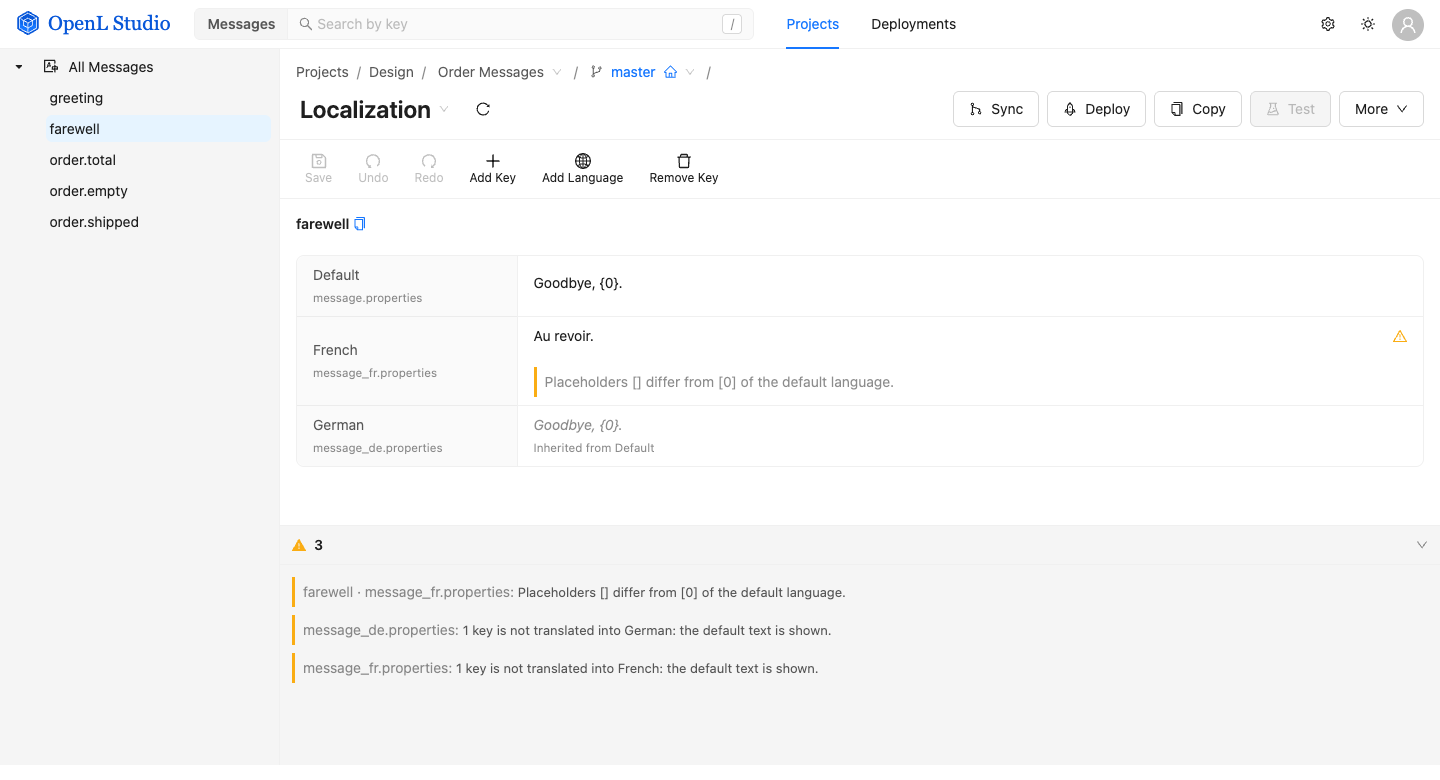 OpenL Studio
Messages
Search by key
/
Projects
Deployments
All Messages
greeting
farewell
order.total
order.empty
order.shipped
Projects / Design / Order Messages / master /
Localization
Sync
Deploy
Copy
Test
More
Save
Undo
Redo
Add Key
Add Language
Remove Key
farewell
Default
message.properties
Goodbye, {0}.
French
message_fr.properties
Au revoir.
Placeholders [] differ from [0] of the default language.
German
message_de.properties
Goodbye, {0}.
Inherited from Default
3
farewell · message_fr.properties: Placeholders [] differ from [0] of the default language.
message_de.properties: 1 key is not translated into German: the default text is shown.
message_fr.properties: 1 key is not translated into French: the default text is shown.